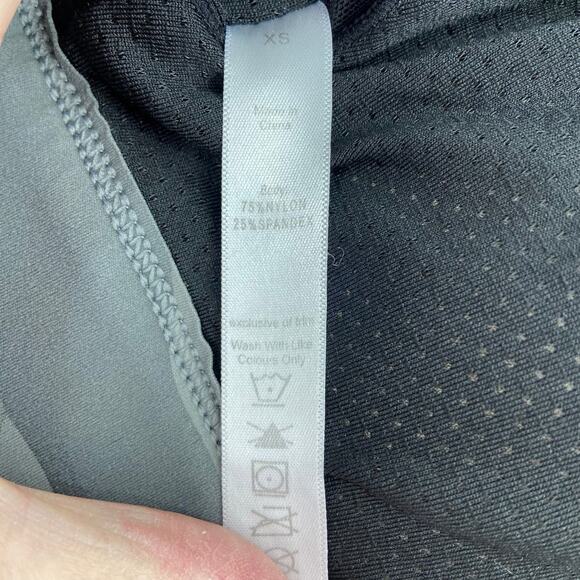 XS
Made in
China
Body:
75%NYLON
25%SPANDEX
exclusive of trim
Wash With Like
Colours Only